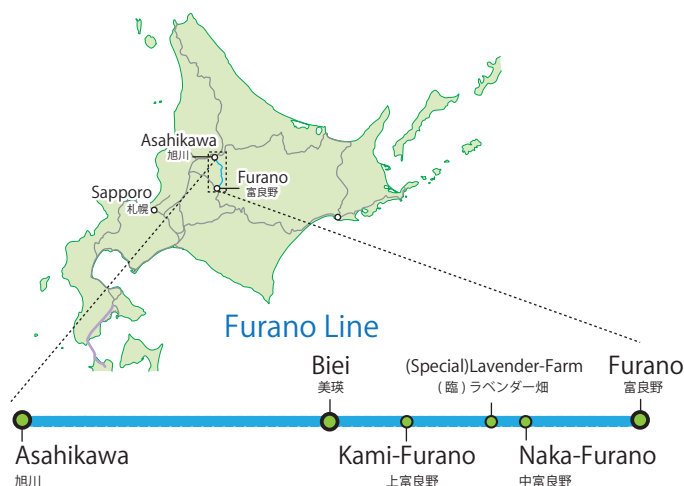 Asahikawa
旭川
Furano
富良野
Sapporo
札幌
Furano Line
Biei
美瑛
(Special)Lavender-Farm
(臨)ラベンダー畑
Furano
富良野
Asahikawa
旭川
Kami-Furano
上富良野
Naka-Furano
中富良野